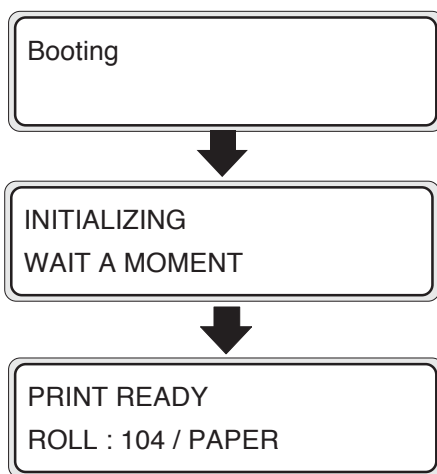 Booting
INITIALIZING
WAIT A MOMENT
PRINT READY
ROLL : 104 / PAPER